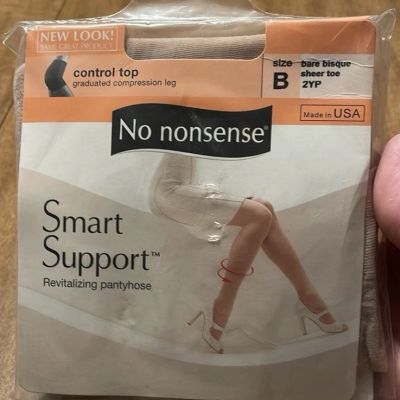 NEW LOOK!
SAME GREAT PRODUCT
control top
graduated compression leg
size
B
bare bisque
sheer toe
2YP
Made in USA
No nonsense®
Smart
Support™
Revitalizing pantyhose